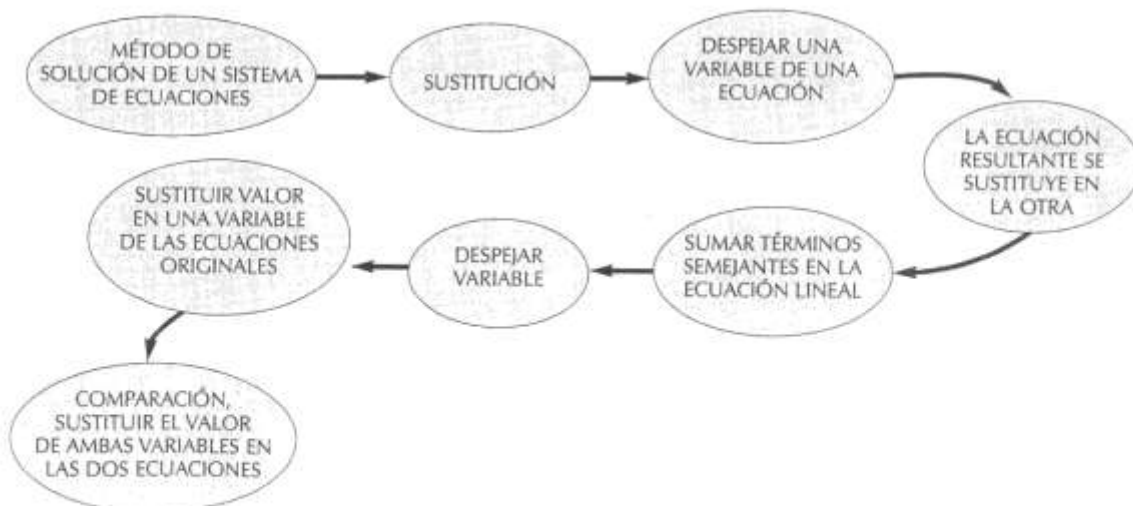 MÉTODO DE
SOLUCIÓN DE UN SISTEMA
DE ECUACIONES
SUSTITUCIÓN
DESPEJAR UNA
VARIABLE DE UNA
ECUACIÓN
LA ECUACIÓN
RESULTANTE SE
SUSTITUYE EN
LA OTRA
SUMAR TÉRMINOS
SEMEJANTES EN LA
ECUACIÓN LINEAL
DESPEJAR
VARIABLE
SUSTITUIR VALOR
EN UNA VARIABLE
DE LAS ECUACIONES
ORIGINALES
COMPARACIÓN,
SUSTITUIR EL VALOR
DE AMBAS VARIABLES EN
LAS DOS ECUACIONES